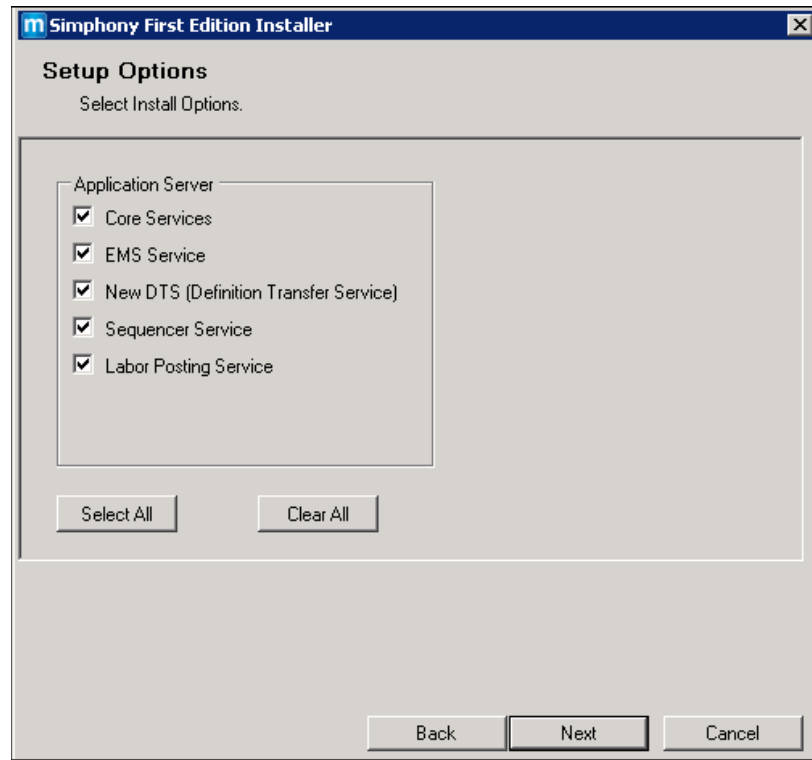 m Simphony First Edition Installer
Setup Options
Select Install Options.
Application Server
Core Services
EMS Service
New DTS (Definition Transfer Service)
Sequencer Service
Labor Posting Service
Select All Clear All
Back Next Cancel